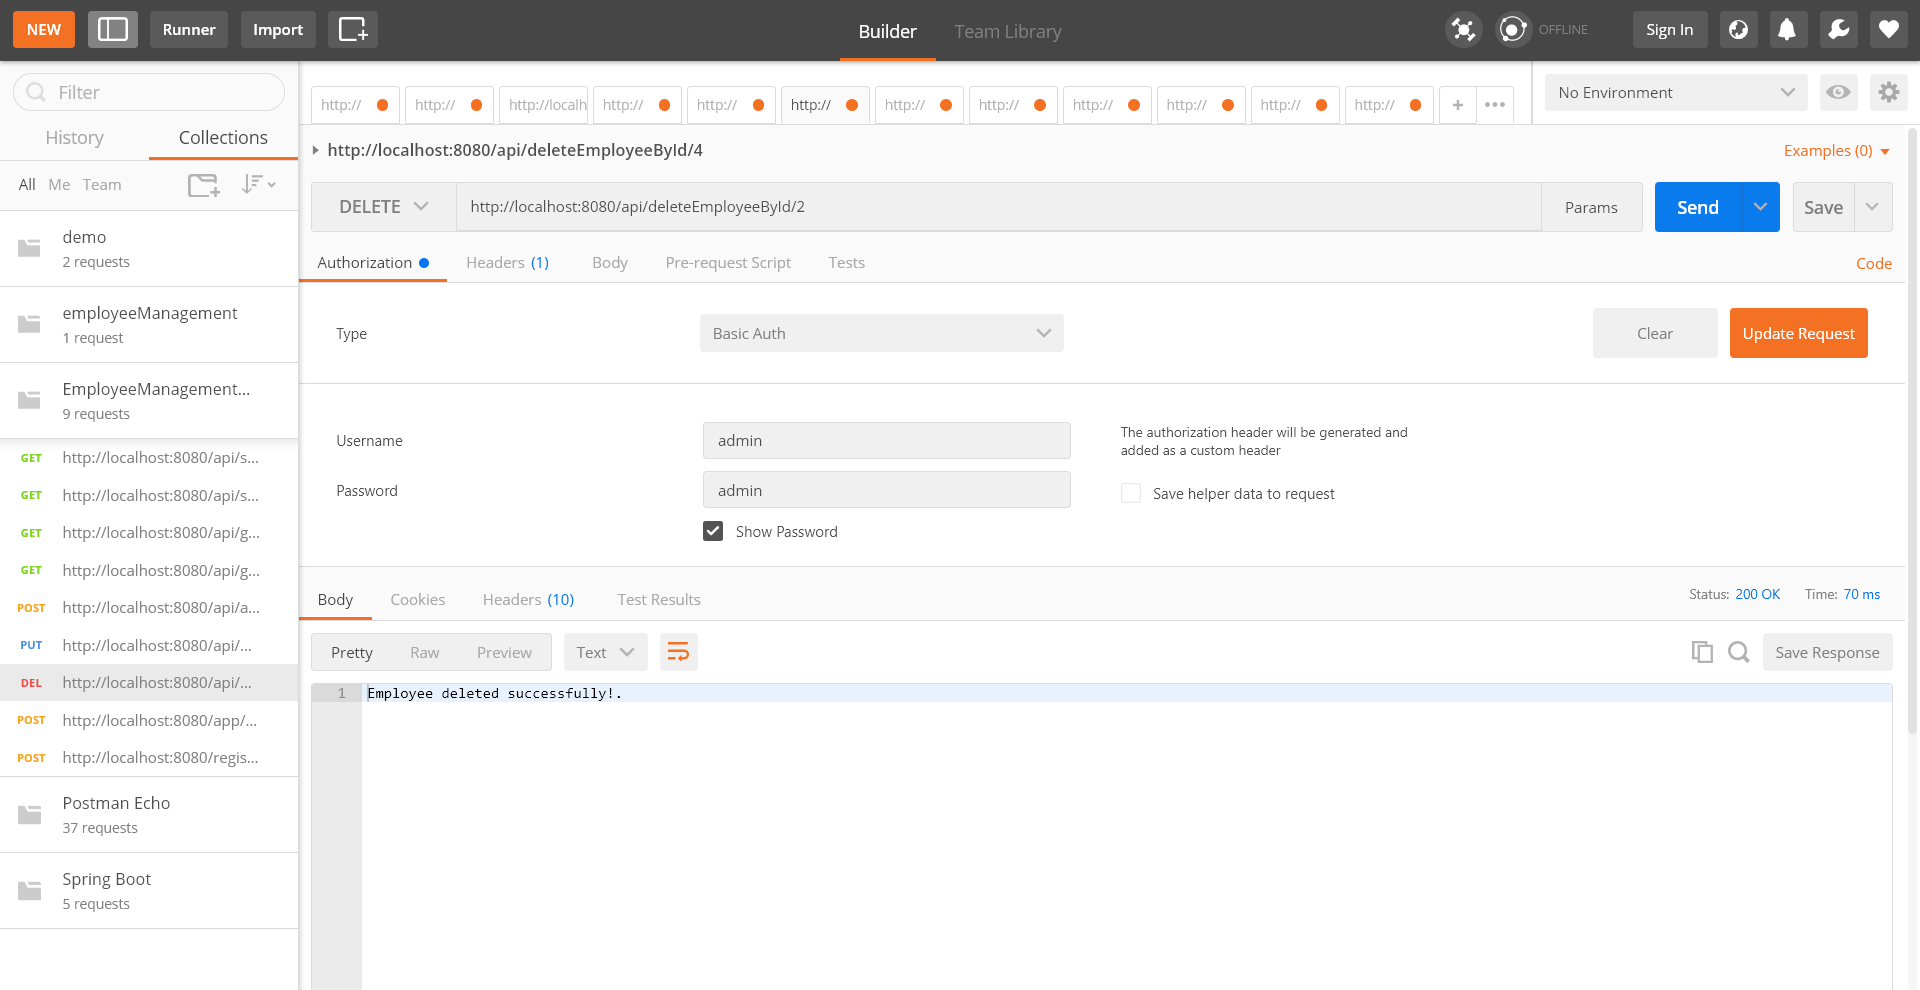 NEW Runner Import Builder Team Library OFFLINE Sign In
Filter
History Collections
All Me Team
demo
2 requests
employeeManagement
1 request
EmployeeManagement...
9 requests
GET http://localhost:8080/api/s...
GET http://localhost:8080/api/s...
GET http://localhost:8080/api/g...
GET http://localhost:8080/api/g...
POST http://localhost:8080/api/a...
PUT http://localhost:8080/api/...
DEL http://localhost:8080/api/...
POST http://localhost:8080/app/...
POST http://localhost:8080/regis...
Postman Echo
37 requests
Spring Boot
5 requests
http:// http:// http://localh http:// http:// http:// http:// http:// http:// http:// http:// http:// + •••
No Environment
http://localhost:8080/api/deleteEmployeeById/4
Examples (0)
DELETE http://localhost:8080/api/deleteEmployeeById/2 Params Send Save
Authorization Headers (1) Body Pre-request Script Tests Code
Type Basic Auth Clear Update Request
Username admin
Password admin
Show Password
The authorization header will be generated and
added as a custom header
Save helper data to request
Body Cookies Headers (10) Test Results Status: 200 OK Time: 70 ms
Pretty Raw Preview Text Save Response
1 Employee deleted successfully!.